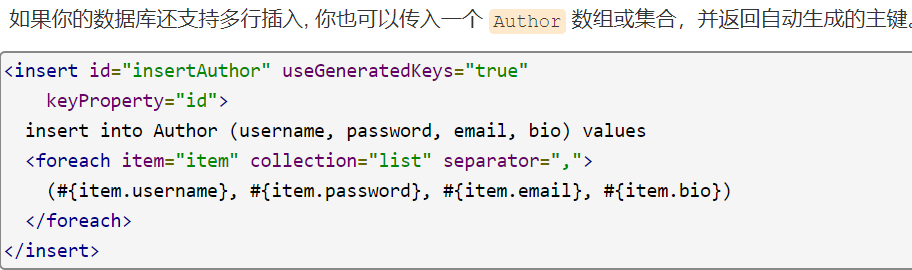 如果你的数据库还支持多行插入, 你也可以传入一个 Author 数组或集合，并返回自动生成的主键。
<insert id="insertAuthor" useGeneratedKeys="true"
    keyProperty="id">
  insert into Author (username, password, email, bio) values
  <foreach item="item" collection="list" separator=",">
    (#{item.username}, #{item.password}, #{item.email}, #{item.bio})
  </foreach>
</insert>